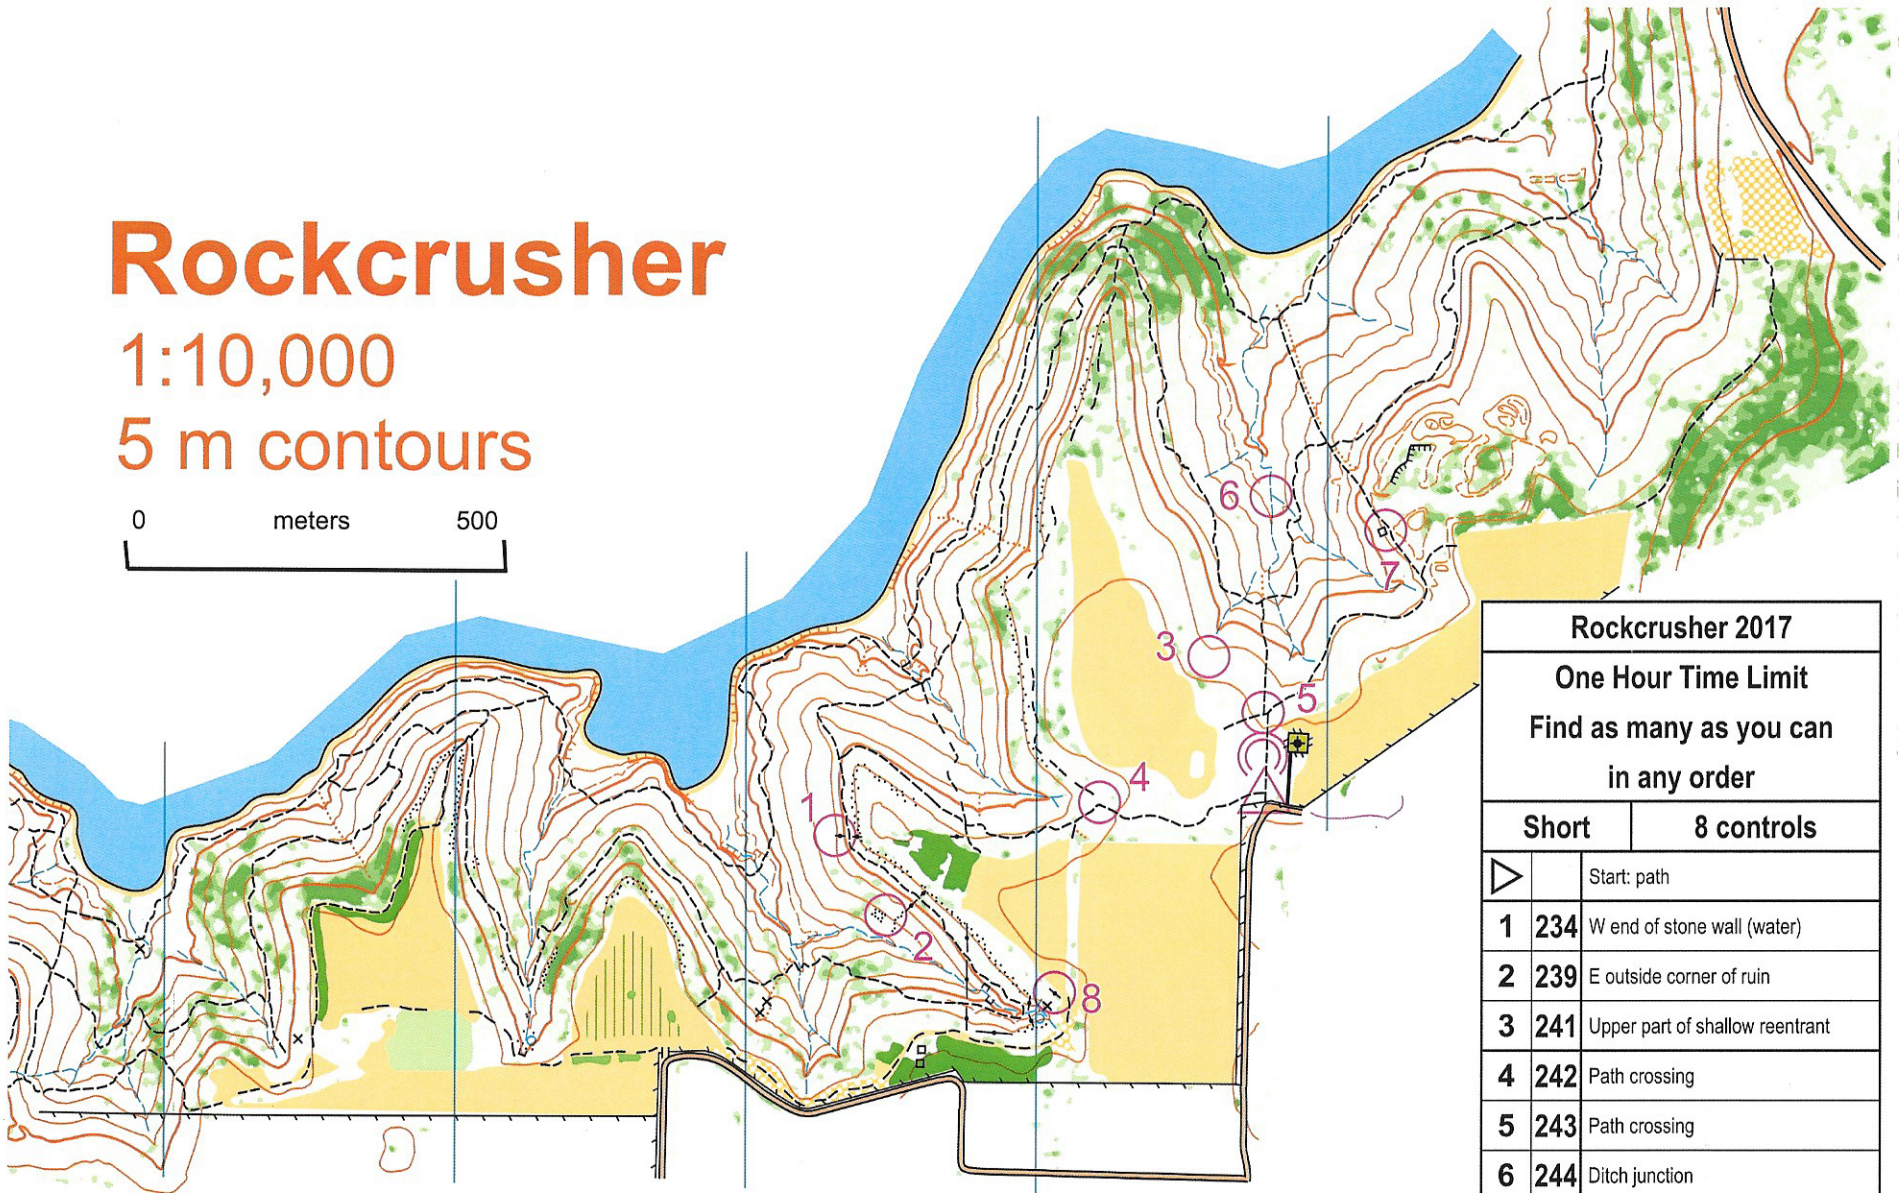 Rockcrusher
1:10,000
5 m contours
0 meters 500
6
7
3
5
4
1
2
8
Rockcrusher 2017
One Hour Time Limit
Find as many as you can
in any order
Short 8 controls
Start: path
1 234 W end of stone wall (water)
2 239 E outside corner of ruin
3 241 Upper part of shallow reentrant
4 242 Path crossing
5 243 Path crossing
6 244 Ditch junction